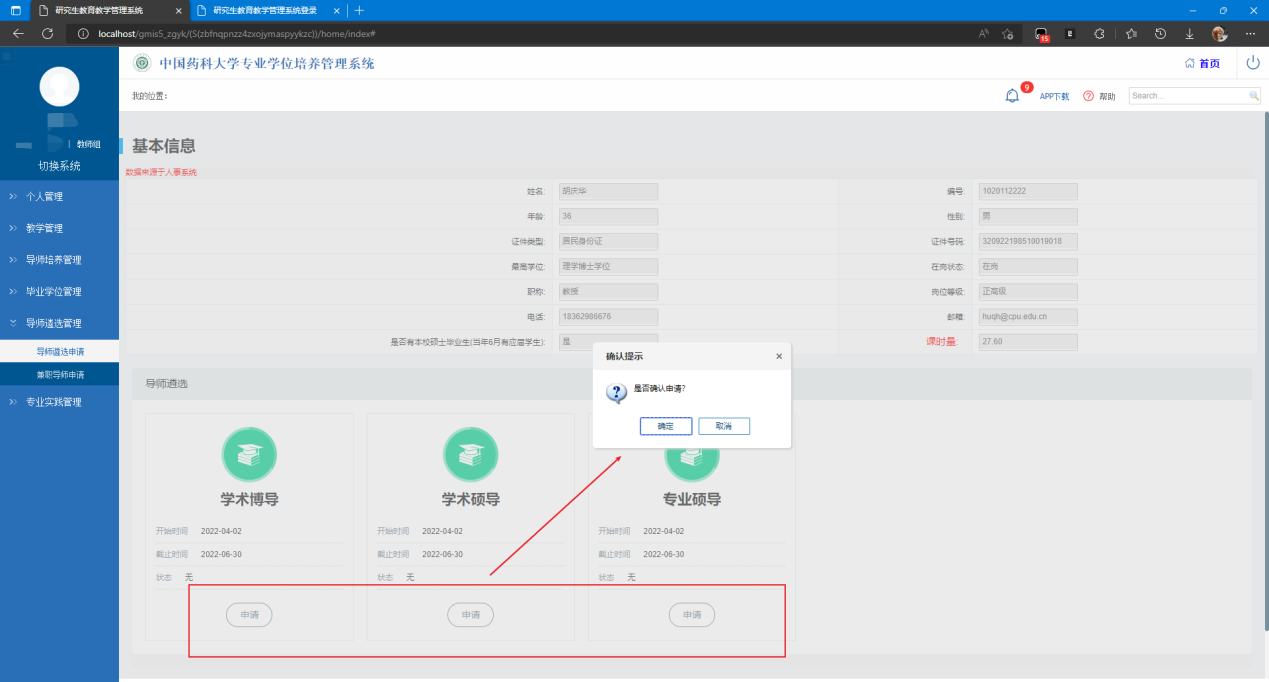 研究生教育教学管理系统
研究生教育教学管理系统登录
localhost/gmis5_zgyk/(S(zbfnqpnzz4zxojymaspyykzc))/home/index#
15
中国药科大学专业学位培养管理系统
首页
我的位置：
9
APP下载
帮助
Search...
教师组
切换系统
个人管理
教学管理
导师培养管理
毕业学位管理
导师遴选管理
导师遴选申请
兼职导师申请
专业实践管理
基本信息
数据来源于人事系统
姓名: 胡庆华 编号: 1020112222
年龄: 36 性别: 男
证件类型: 居民身份证 证件号码: 320922198510019018
最高学位: 理学博士学位 在岗状态: 在岗
职称: 教授 岗位等级: 正高级
电话: 18362986676 邮箱: huqh@cpu.edu.cn
是否有本校硕士毕业生(当年6月有应届学生): 是 课时量: 27.60
确认提示
是否确认申请?
确定 取消
导师遴选
学术博导 学术硕导 专业硕导
开始时间 2022-04-02 开始时间 2022-04-02 开始时间 2022-04-02
截止时间 2022-06-30 截止时间 2022-06-30 截止时间 2022-06-30
状态 无 状态 无 状态 无
申请 申请 申请